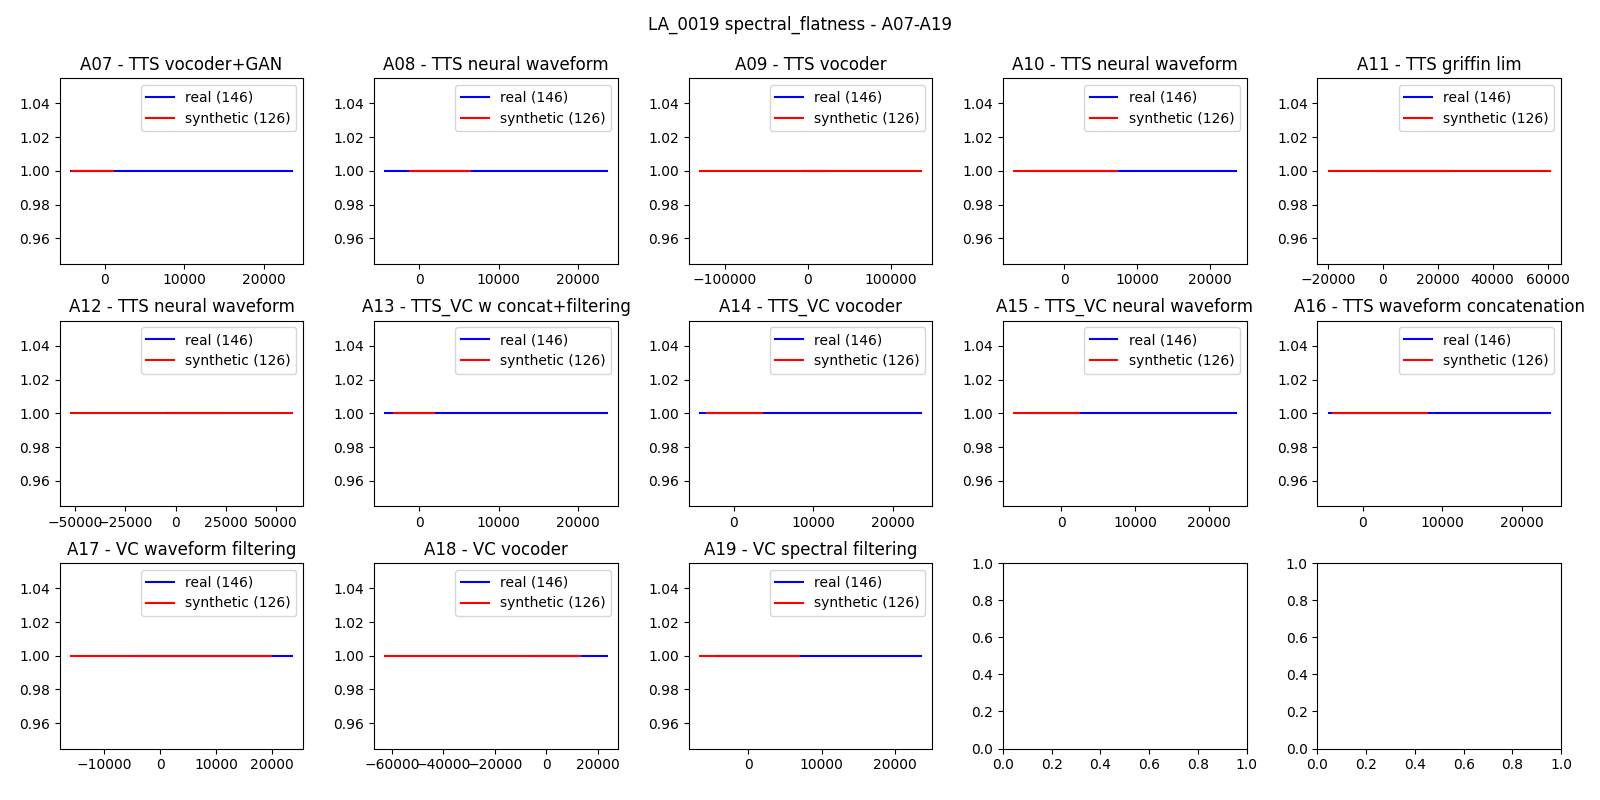 LA_0019 spectral_flatness - A07-A19
A07 - TTS vocoder+GAN
A08 - TTS neural waveform
A09 - TTS vocoder
A10 - TTS neural waveform
A11 - TTS griffin lim
real (146)
synthetic (126)
real (146)
synthetic (126)
real (146)
synthetic (126)
real (146)
synthetic (126)
real (146)
synthetic (126)
1.04
1.02
1.00
0.98
0.96
1.04
1.02
1.00
0.98
0.96
1.04
1.02
1.00
0.98
0.96
1.04
1.02
1.00
0.98
0.96
1.04
1.02
1.00
0.98
0.96
0 10000 20000
0 10000 20000
−100000 0 100000
0 10000 20000
−20000 0 20000 40000 60000
A12 - TTS neural waveform
A13 - TTS_VC w concat+filtering
A14 - TTS_VC vocoder
A15 - TTS_VC neural waveform
A16 - TTS waveform concatenation
real (146)
synthetic (126)
real (146)
synthetic (126)
real (146)
synthetic (126)
real (146)
synthetic (126)
real (146)
synthetic (126)
1.04
1.02
1.00
0.98
0.96
1.04
1.02
1.00
0.98
0.96
1.04
1.02
1.00
0.98
0.96
1.04
1.02
1.00
0.98
0.96
1.04
1.02
1.00
0.98
0.96
−50000 −25000 0 25000 50000
0 10000 20000
0 10000 20000
0 10000 20000
0 10000 20000
A17 - VC waveform filtering
A18 - VC vocoder
A19 - VC spectral filtering
real (146)
synthetic (126)
real (146)
synthetic (126)
real (146)
synthetic (126)
1.04
1.02
1.00
0.98
0.96
1.04
1.02
1.00
0.98
0.96
1.04
1.02
1.00
0.98
0.96
1.0
0.8
0.6
0.4
0.2
0.0
1.0
0.8
0.6
0.4
0.2
0.0
−10000 0 10000 20000
−60000 −40000 −20000 0 20000
0 10000 20000
0.0 0.2 0.4 0.6 0.8 1.0
0.0 0.2 0.4 0.6 0.8 1.0